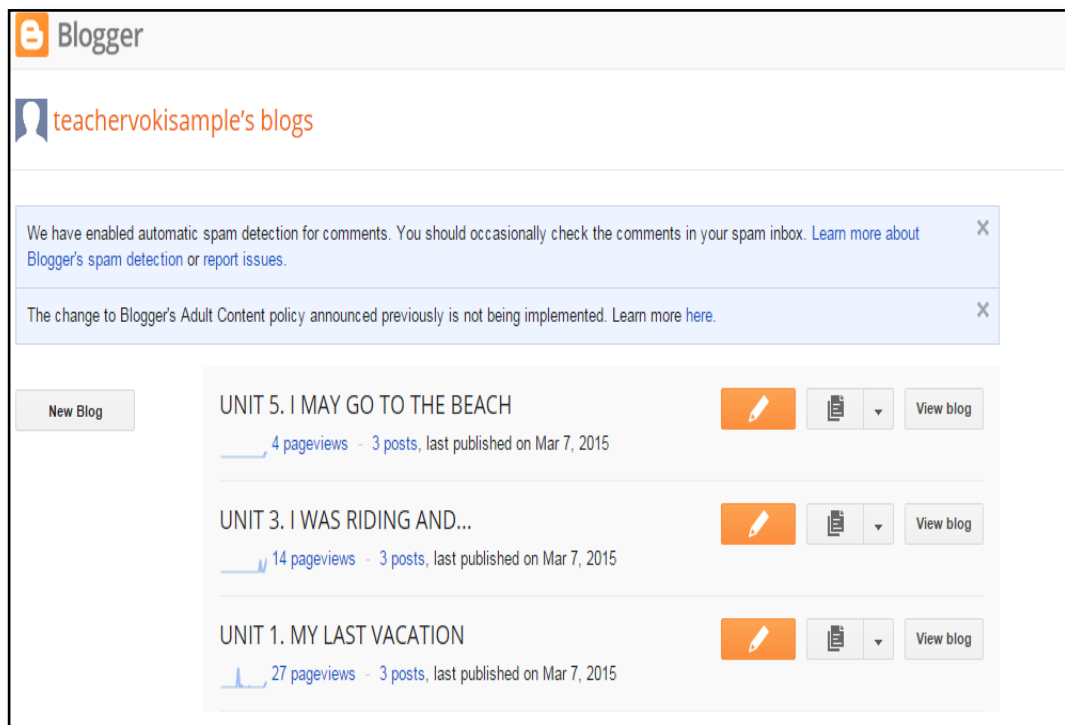 Blogger
teachervokisample's blogs
We have enabled automatic spam detection for comments. You should occasionally check the comments in your spam inbox. Learn more about
Blogger's spam detection or report issues.
The change to Blogger's Adult Content policy announced previously is not being implemented. Learn more here.
New Blog
UNIT 5. I MAY GO TO THE BEACH
View blog
4 pageviews - 3 posts, last published on Mar 7, 2015
UNIT 3. I WAS RIDING AND...
View blog
14 pageviews - 3 posts, last published on Mar 7, 2015
UNIT 1. MY LAST VACATION
View blog
27 pageviews - 3 posts, last published on Mar 7, 2015